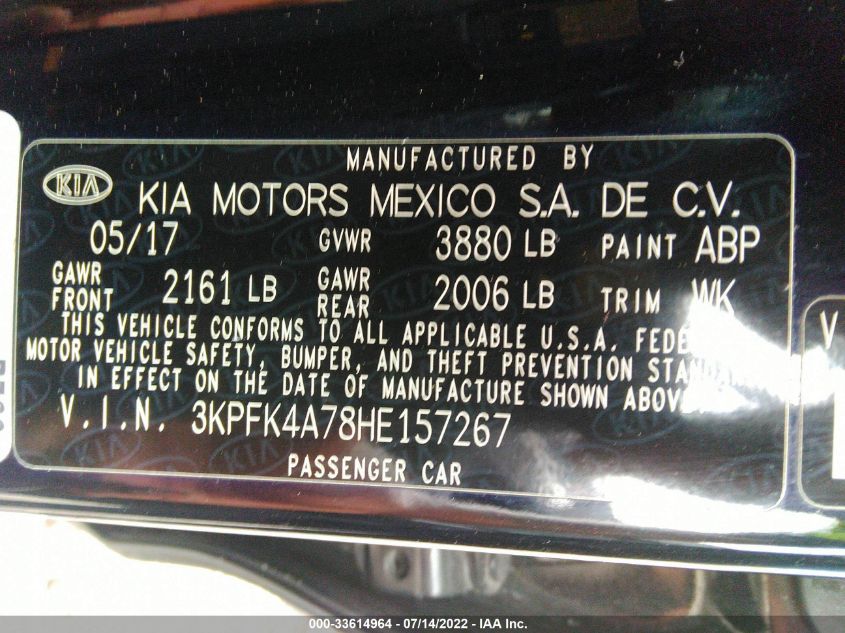 MANUFACTURED BY
KIA KIA MOTORS MEXICO S.A. DE C.V.
05/17 GVWR 3880 LB PAINT ABP
GAWR FRONT 2161 LB GAWR REAR 2006 LB TRIM WK
THIS VEHICLE CONFORMS TO ALL APPLICABLE U.S.A. FEDE
MOTOR VEHICLE SAFETY, BUMPER, AND THEFT PREVENTION STANDA
IN EFFECT ON THE DATE OF MANUFACTURE SHOWN ABOVE.
V.I.N. 3KPFK4A78HE157267
PASSENGER CAR
V
000-33614964 - 07/14/2022 - IAA Inc.